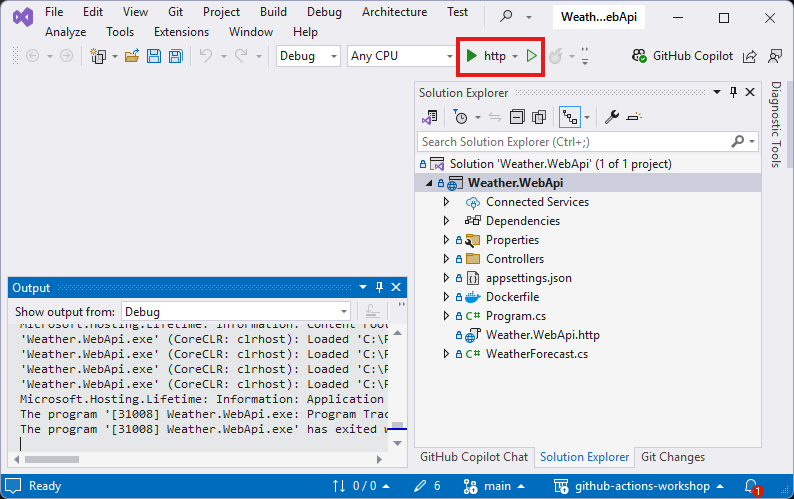 File Edit View Git Project Build Debug Architecture Test Weath...ebApi
Analyze Tools Extensions Window Help
Debug Any CPU http GitHub Copilot
Solution Explorer
Search Solution Explorer (Ctrl+;)
Solution 'Weather.WebApi' (1 of 1 project)
Weather.WebApi
Connected Services
Dependencies
Properties
Controllers
appsettings.json
Dockerfile
C# Program.cs
Weather.WebApi.http
C# WeatherForecast.cs
GitHub Copilot Chat Solution Explorer Git Changes
Diagnostic Tools
Output
Show output from: Debug
Microsoft.Hosting.Lifetime: Information: Content
'Weather.WebApi.exe' (CoreCLR: clrhost): Loaded 'C:\P
'Weather.WebApi.exe' (CoreCLR: clrhost): Loaded 'C:\P
'Weather.WebApi.exe' (CoreCLR: clrhost): Loaded 'C:\P
'Weather.WebApi.exe' (CoreCLR: clrhost): Loaded 'C:\P
Microsoft.Hosting.Lifetime: Information: Application
The program '[31008] Weather.WebApi.exe: Program Trac
The program '[31008] Weather.WebApi.exe' has exited w
Ready 0 / 0 6 main github-actions-workshop 1